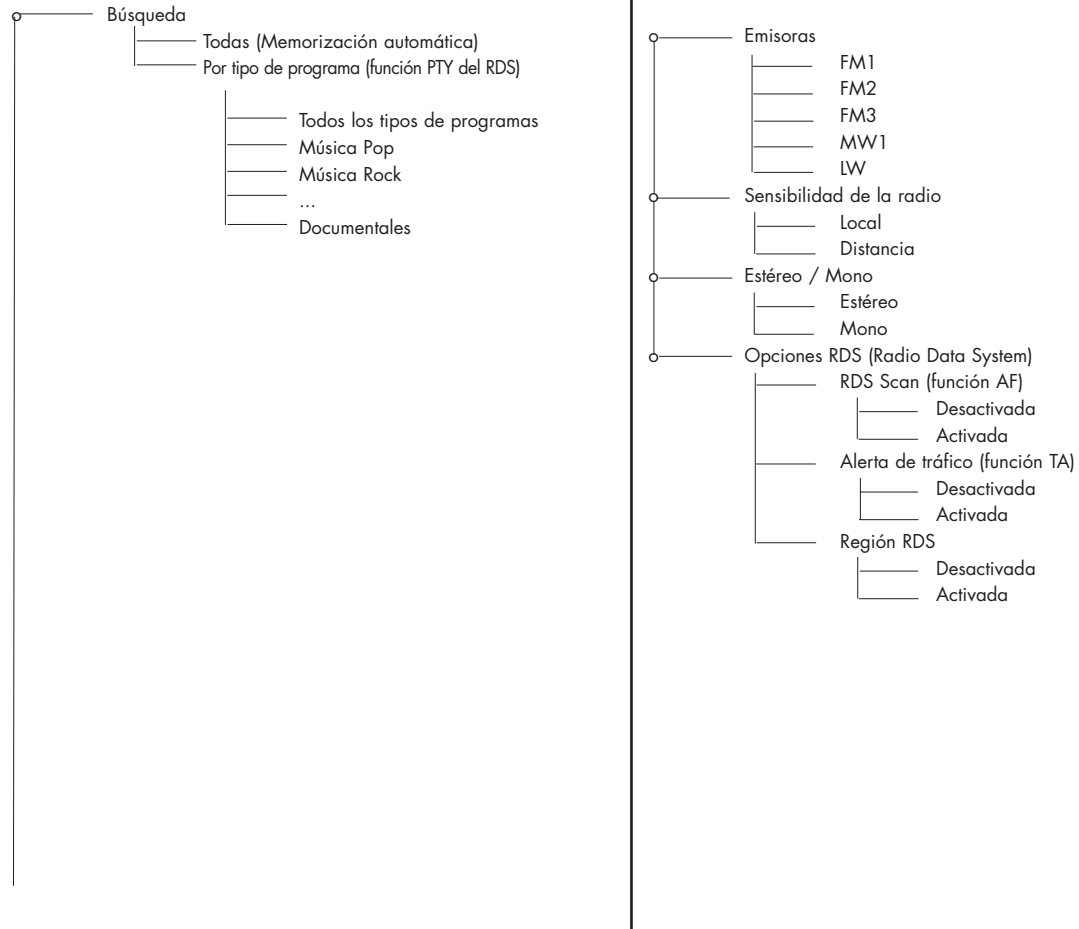 Búsqueda
Todas (Memorización automática)
Por tipo de programa (función PTY del RDS)
Todos los tipos de programas
Música Pop
Música Rock
...
Documentales
Emisoras
FM1
FM2
FM3
MW1
LW
Sensibilidad de la radio
Local
Distancia
Estéreo / Mono
Estéreo
Mono
Opciones RDS (Radio Data System)
RDS Scan (función AF)
Desactivada
Activada
Alerta de tráfico (función TA)
Desactivada
Activada
Región RDS
Desactivada
Activada